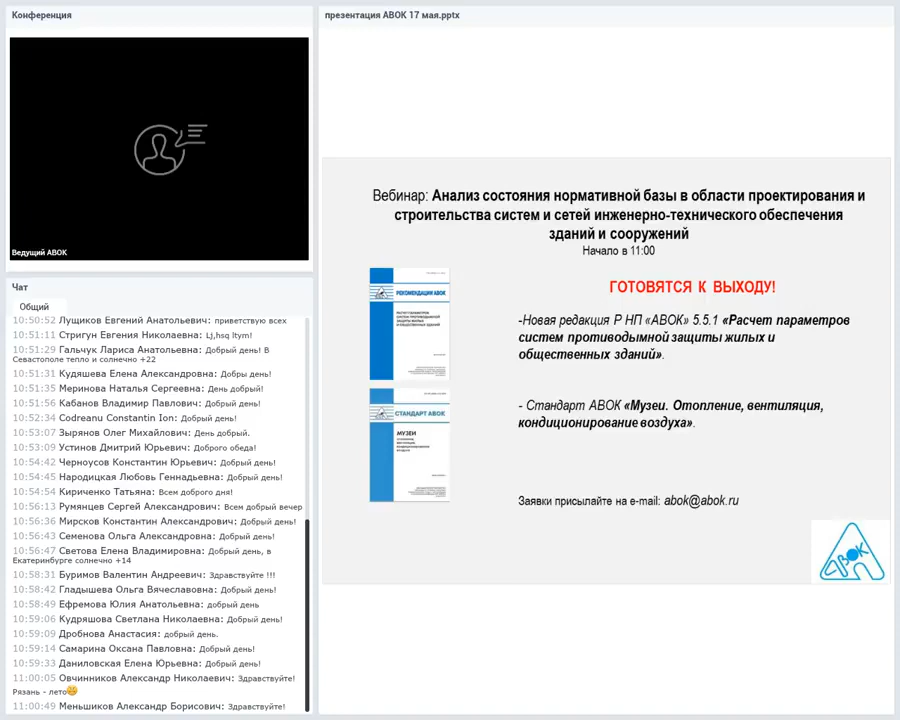 Конференция
Ведущий АВОК
Чат
Общий
10:50:52 Лущиков Евгений Анатольевич: приветствую всех
10:51:11 Стригун Евгения Николаевна: Lj,hsq ltym!
10:51:29 Гальчук Лариса Анатольевна: Добрый день! В
Севастополе тепло и солнечно +22
10:51:31 Кудяшева Елена Александровна: Добры день!
10:51:35 Меринова Наталья Сергеевна: День добрый!
10:51:56 Кабанов Владимир Павлович: Добрый день!
10:52:34 Codreanu Constantin Ion: Добрый день!
10:53:07 Зырянов Олег Михайлович: День добрый.
10:53:09 Устинов Дмитрий Юрьевич: Доброго обеда!
10:54:42 Черноусов Константин Юрьевич: Добрый день!
10:54:45 Народицкая Любовь Геннадьевна: Добрый день!
10:54:54 Кириченко Татьяна: Всем доброго дня!
10:56:13 Румянцев Сергей Александрович: Всем добрый вечер
10:56:36 Мирсков Константин Александрович: Добрый день!
10:56:43 Семенова Ольга Александровна: Добрый день!
10:56:47 Светова Елена Владимировна: Добрый день, в
Екатеринбурге солнечно +14
10:58:31 Буримов Валентин Андреевич: Здравствуйте !!!
10:58:42 Гладышева Ольга Вячеславовна: Добрый день!
10:58:49 Ефремова Юлия Анатольевна: добрый день
10:59:06 Кудряшова Светлана Николаевна: Добрый день!
10:59:09 Дробнова Анастасия: добрый день.
10:59:14 Самарина Оксана Павловна: Добрый день!
10:59:33 Даниловская Елена Юрьевна: Добрый день!
11:00:05 Овчинников Александр Николаевич: Здравствуйте!
Рязань - лето
11:00:49 Меньшиков Александр Борисович: Здравствуйте!
презентация АВОК 17 мая.pptx
Вебинар: Анализ состояния нормативной базы в области проектирования и
строительства систем и сетей инженерно-технического обеспечения
зданий и сооружений
Начало в 11:00
ГОТОВЯТСЯ К ВЫХОДУ!
-Новая редакция Р НП «АВОК» 5.5.1 «Расчет параметров
систем противодымной защиты жилых и
общественных зданий».
- Стандарт АВОК «Музеи. Отопление, вентиляция,
кондиционирование воздуха».
Заявки присылайте на e-mail: abok@abok.ru
РЕКОМЕНДАЦИИ АВОК
РАСЧЕТ ПАРАМЕТРОВ
СИСТЕМ ПРОТИВОДЫМНОЙ
ЗАЩИТЫ ЖИЛЫХ
И ОБЩЕСТВЕННЫХ ЗДАНИЙ
СТАНДАРТ АВОК
МУЗЕИ
АВОК